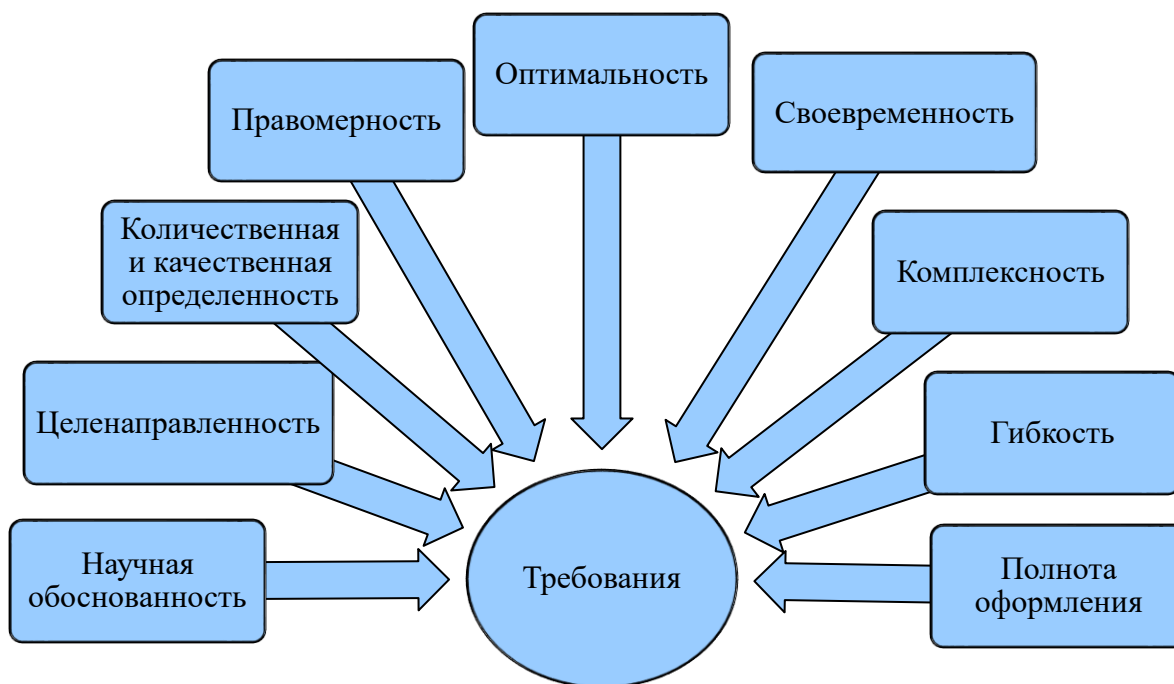 Оптимальность
Правомерность
Своевременность
Количественная
и качественная
определенность
Комплексность
Целенаправленность
Гибкость
Научная
обоснованность
Требования
Полнота
оформления